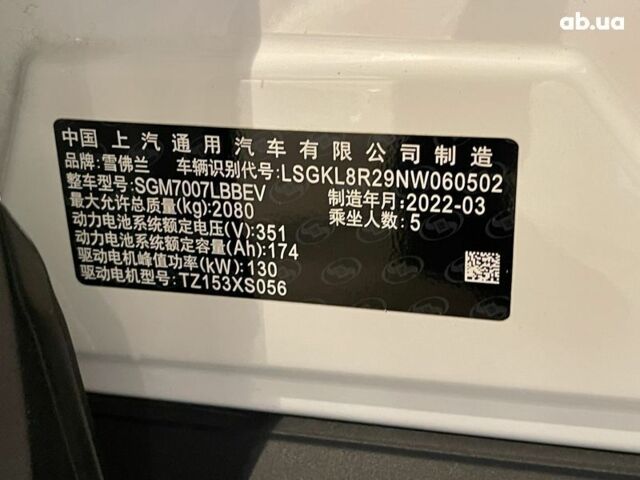 ab.ua
中国 上汽通用汽车有限公司 制造
品牌:雪佛兰 车辆识别代号:LSGKL8R29NW060502
整车型号:SGM7007LBBEV 制造年月:2022-03
最大允许总质量(kg):2080 乘坐人数:5
动力电池系统额定电压(V):351
动力电池系统额定容量(Ah):174
驱动电机峰值功率(kW):130
驱动电机型号:TZ153XS056